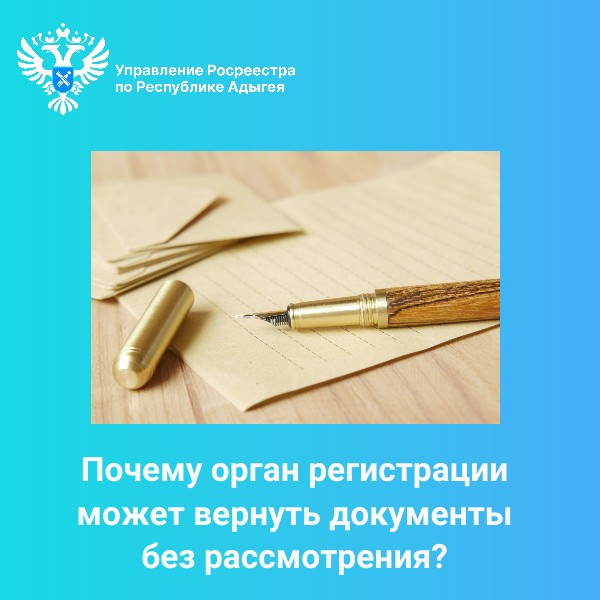 Управление Росреестра
по Республике Адыгея
Почему орган регистрации
может вернуть документы
без рассмотрения?